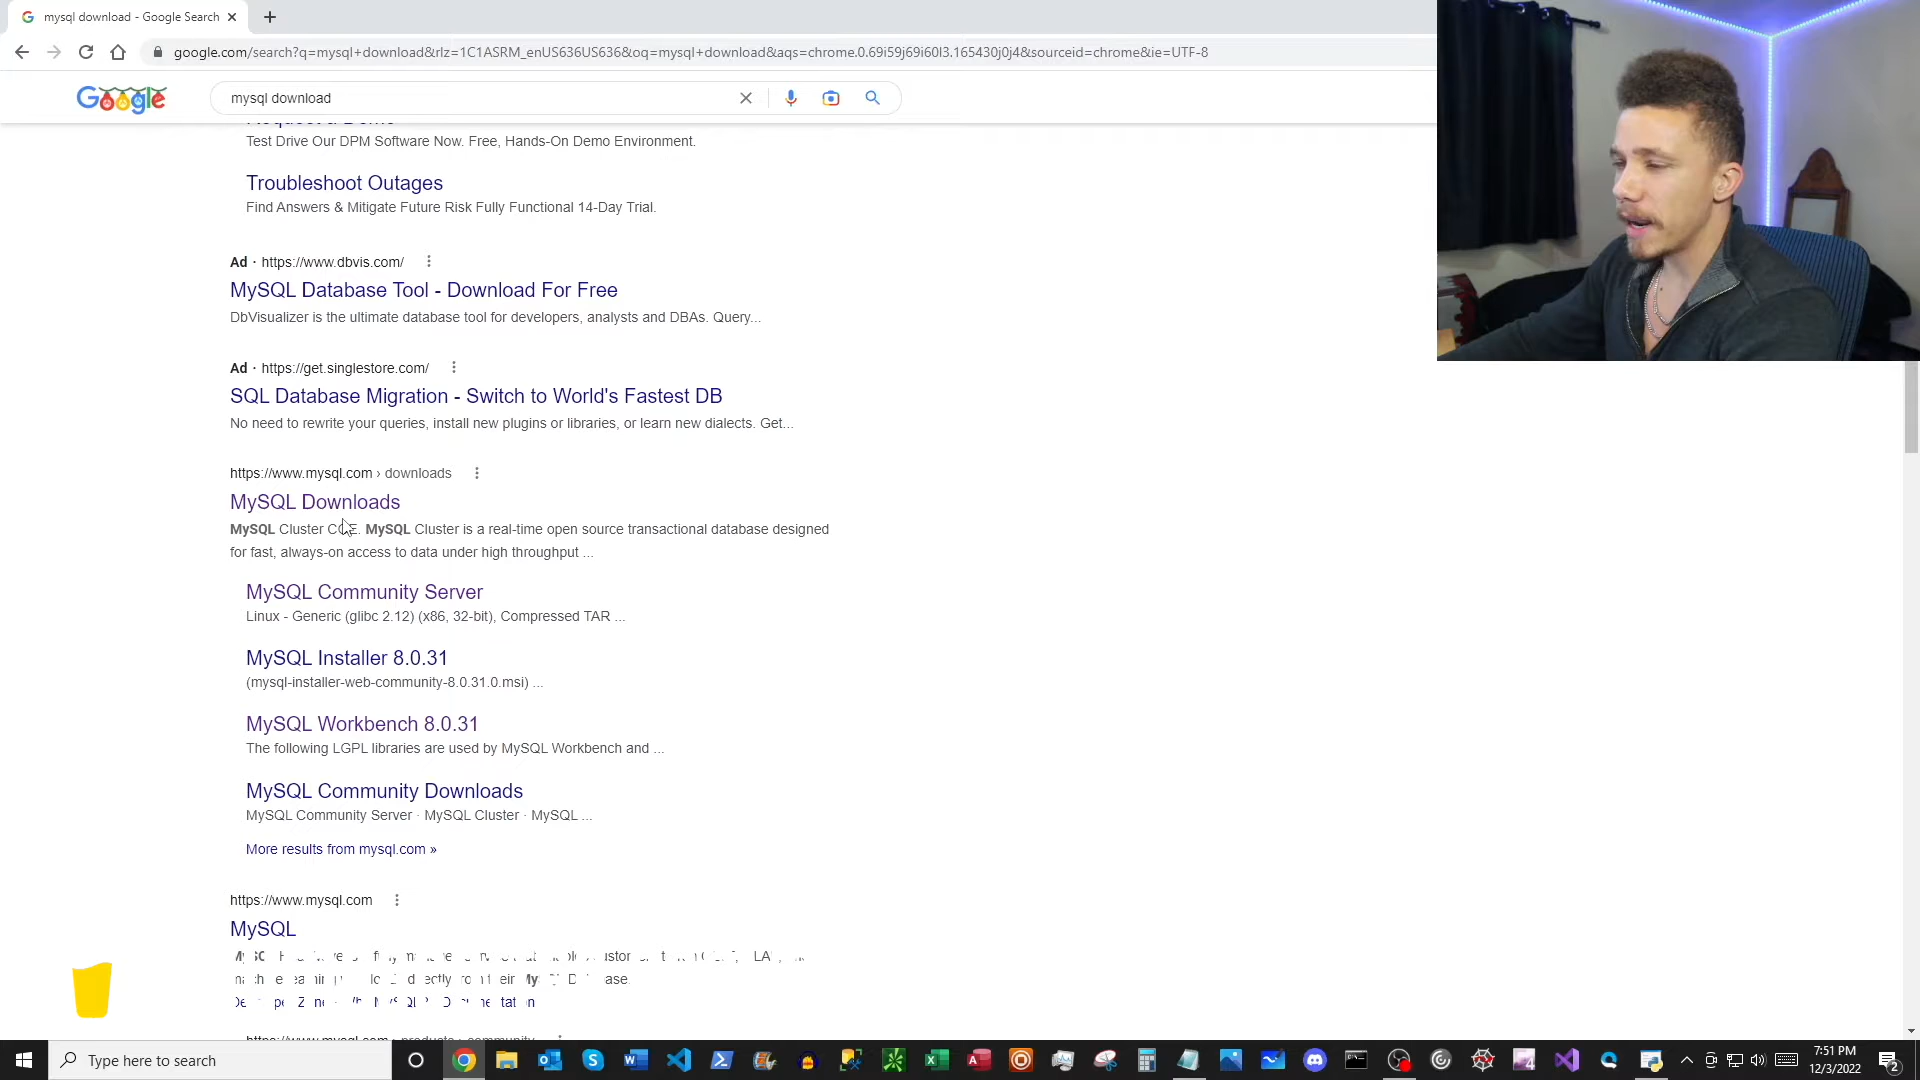 mysql download - Google Search
google.com/search?q=mysql+download&rlz=1C1ASRM_enUS636US636&oq=mysql+download&aqs=chrome.0.69i59j69i60l3.165430j0j4&sourceid=chrome&ie=UTF-8
Google
mysql download
Request a Demo
Test Drive Our DPM Software Now. Free, Hands-On Demo Environment.
Troubleshoot Outages
Find Answers & Mitigate Future Risk Fully Functional 14-Day Trial.
Ad · https://www.dbvis.com/
MySQL Database Tool - Download For Free
DbVisualizer is the ultimate database tool for developers, analysts and DBAs. Query...
Ad · https://get.singlestore.com/
SQL Database Migration - Switch to World's Fastest DB
No need to rewrite your queries, install new plugins or libraries, or learn new dialects. Get...
https://www.mysql.com › downloads
MySQL Downloads
MySQL Cluster CGE. MySQL Cluster is a real-time open source transactional database designed
for fast, always-on access to data under high throughput ...
MySQL Community Server
Linux - Generic (glibc 2.12) (x86, 32-bit), Compressed TAR ...
MySQL Installer 8.0.31
(mysql-installer-web-community-8.0.31.0.msi) ...
MySQL Workbench 8.0.31
The following LGPL libraries are used by MySQL Workbench and ...
MySQL Community Downloads
MySQL Community Server · MySQL Cluster · MySQL ...
More results from mysql.com »
https://www.mysql.com
MySQL
Type here to search
7:51 PM
12/3/2022
2